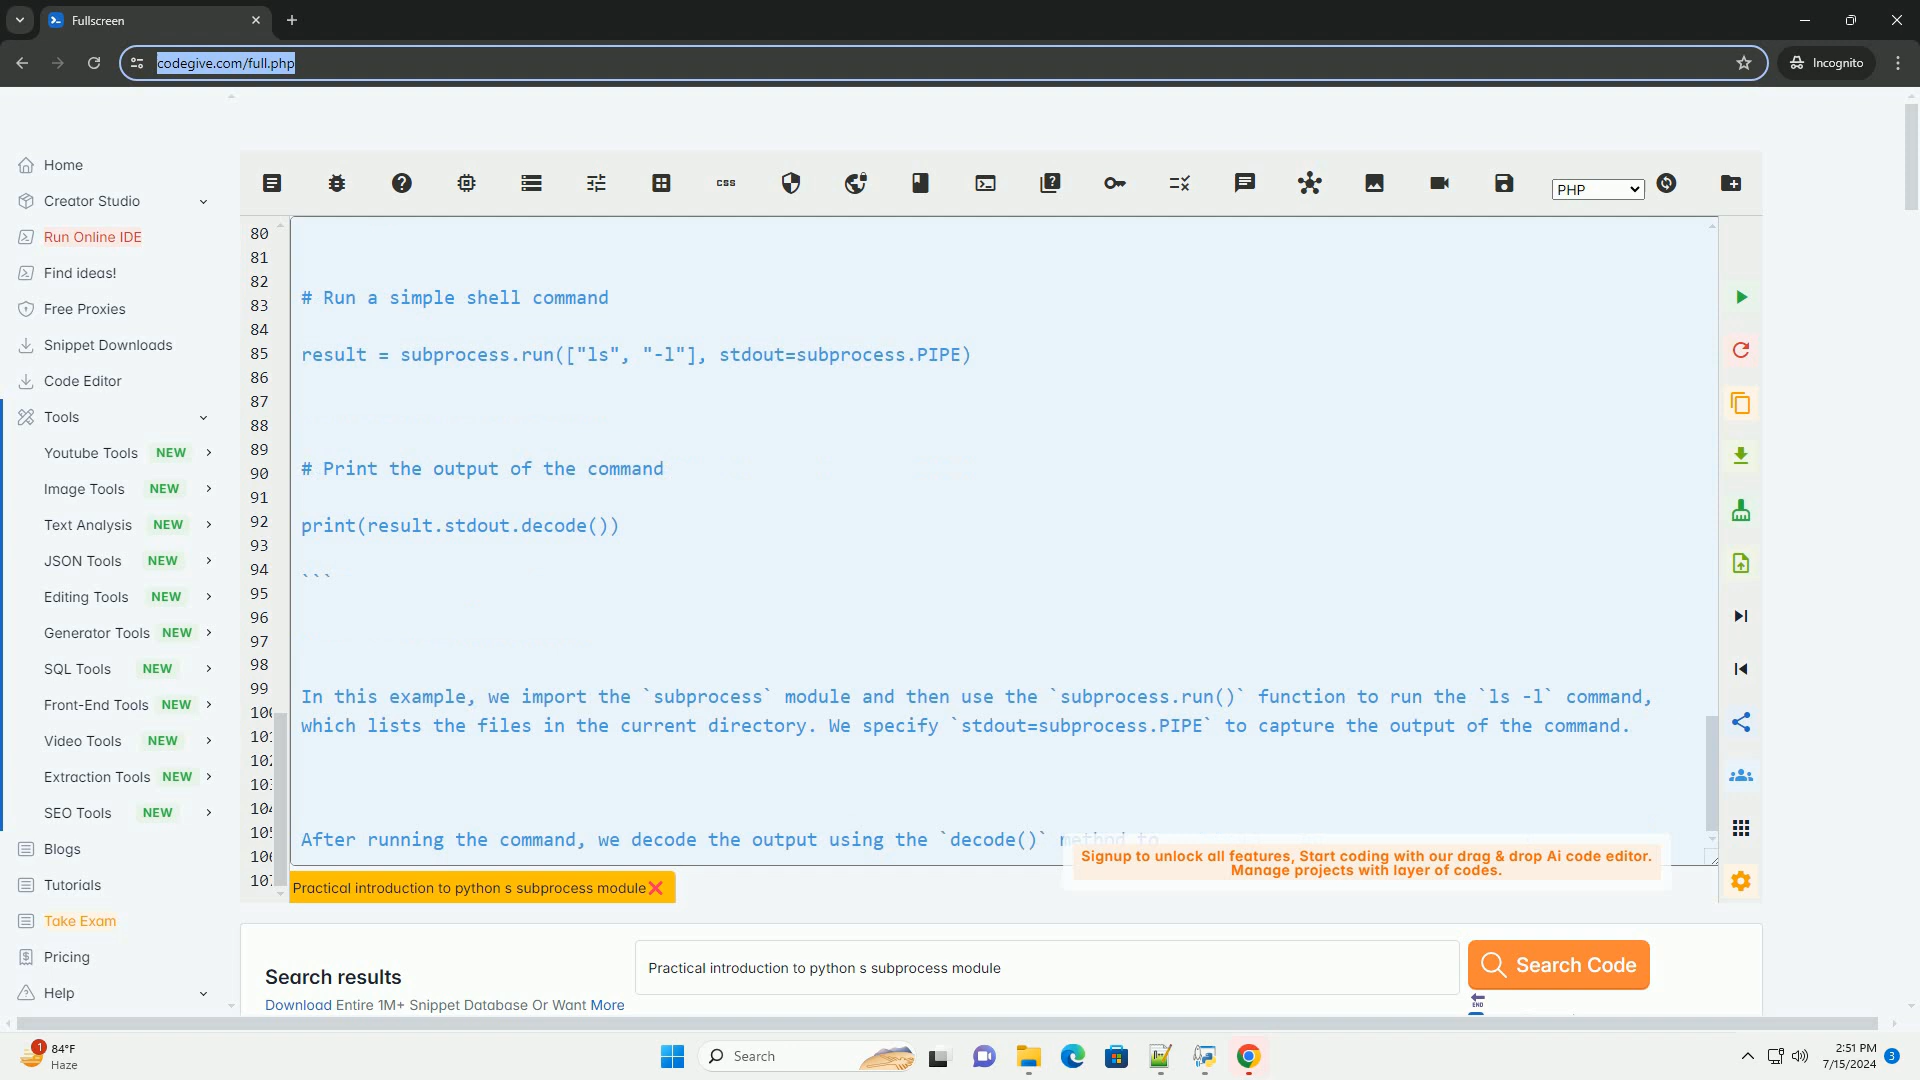 Fullscreen
codegive.com/full.php
Incognito
Home
Creator Studio
Run Online IDE
Find ideas!
Free Proxies
Snippet Downloads
Code Editor
Tools
Youtube Tools NEW
Image Tools NEW
Text Analysis NEW
JSON Tools NEW
Editing Tools NEW
Generator Tools NEW
SQL Tools NEW
Front-End Tools NEW
Video Tools NEW
Extraction Tools NEW
SEO Tools NEW
Blogs
Tutorials
Take Exam
Pricing
Help
css
PHP
80
81
82
83
84
85
86
87
88
89
90
91
92
93
94
95
96
97
98
99
# Run a simple shell command
result = subprocess.run(["ls", "-l"], stdout=subprocess.PIPE)
# Print the output of the command
print(result.stdout.decode())
```
In this example, we import the `subprocess` module and then use the `subprocess.run()` function to run the `ls -l` command,
which lists the files in the current directory. We specify `stdout=subprocess.PIPE` to capture the output of the command.
After running the command, we decode the output using the `decode()` method to
Signup to unlock all features, Start coding with our drag & drop Ai code editor.
Manage projects with layer of codes.
Practical introduction to python s subprocess module
Search results
Download Entire 1M+ Snippet Database Or Want More
Practical introduction to python s subprocess module
Search Code
END
1
84°F
Haze
Search
2:51 PM
7/15/2024
3